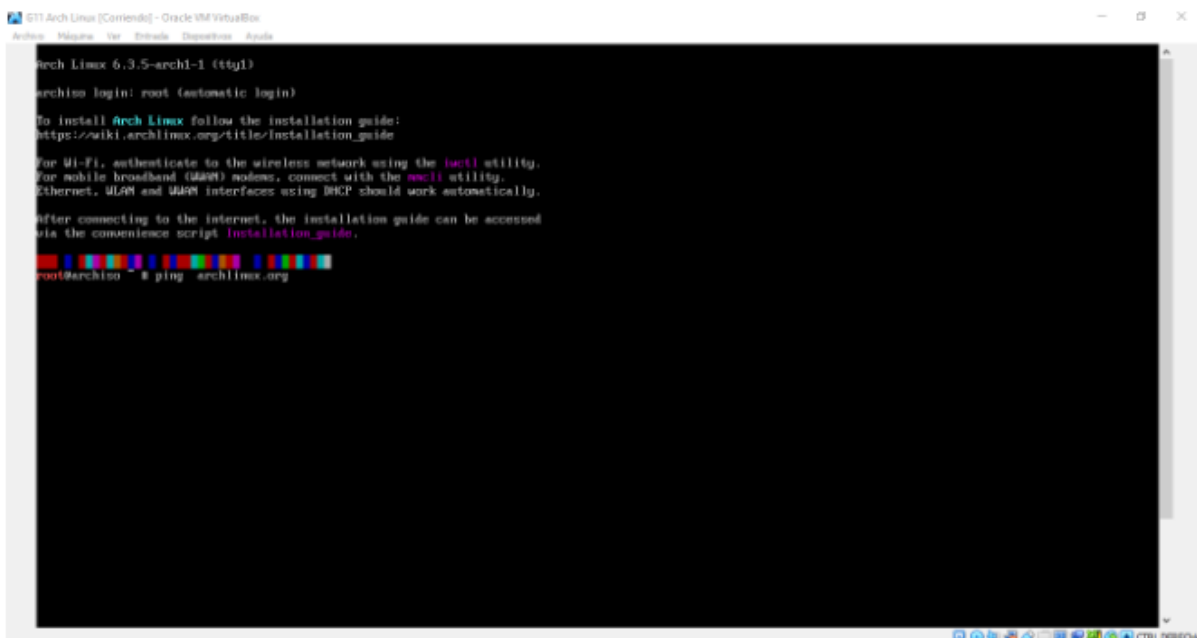 G11 Arch Linux [Corriendo] - Oracle VM VirtualBox
Archivo Máquina Ver Entrada Dispositivos Ayuda
Arch Linux 6.3.5-arch1-1 (tty1)
archiso login: root (automatic login)
To install Arch Linux follow the installation guide:
https://wiki.archlinux.org/title/Installation_guide
For Wi-Fi, authenticate to the wireless network using the iwctl utility.
For mobile broadband (WWAN) modems, connect with the mmcli utility.
Ethernet, WLAN and WWAN interfaces using DHCP should work automatically.
After connecting to the internet, the installation guide can be accessed
via the convenience script Installation_guide.
root@archiso ~ # ping  archlinux.org
CTRL DERECHA